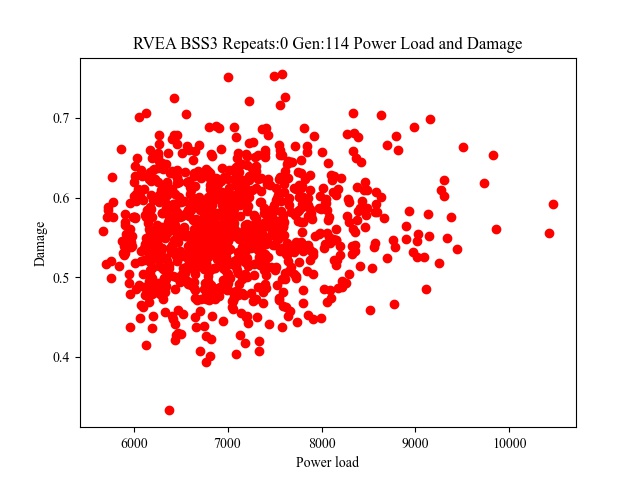 RVEA BSS3 Repeats:0 Gen:114 Power Load and Damage
0.7
0.6
0.5
0.4
Damage
6000 7000 8000 9000 10000
Power load